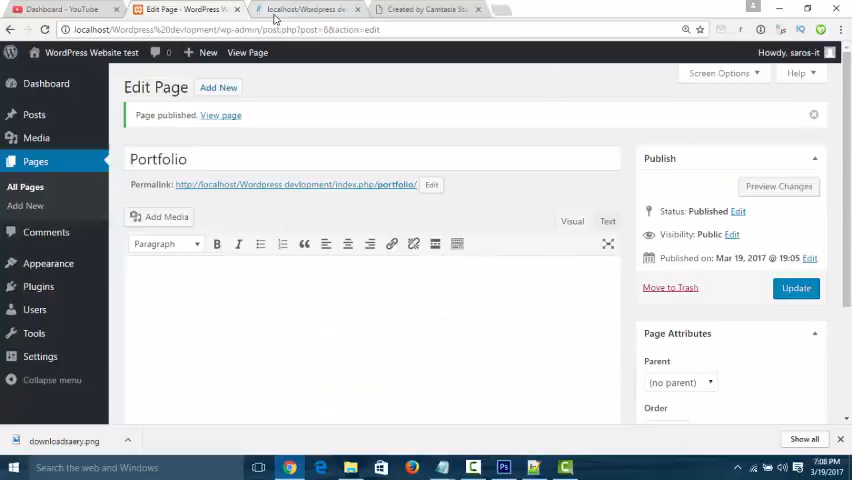 Dashboard - YouTube
Edit Page ‹ WordPress W
localhost/Wordpress de
Created by Camtasia Stu
localhost/Wordpress%20devlopment/wp-admin/post.php?post=8&action=edit
WordPress Website test
0
New
View Page
Howdy, saros-it
Dashboard
Posts
Media
Pages
All Pages
Add New
Comments
Appearance
Plugins
Users
Tools
Settings
Collapse menu
Edit Page
Add New
Screen Options
Help
Page published. View page
Portfolio
Permalink: http://localhost/Wordpress devlopment/index.php/portfolio/
Edit
Add Media
Visual
Text
Paragraph
B
I
Publish
Preview Changes
Status: Published Edit
Visibility: Public Edit
Published on: Mar 19, 2017 @ 19:05 Edit
Move to Trash
Update
Page Attributes
Parent
(no parent)
Order
downloadsaery.png
Show all
Search the web and Windows
7:08 PM
3/19/2017